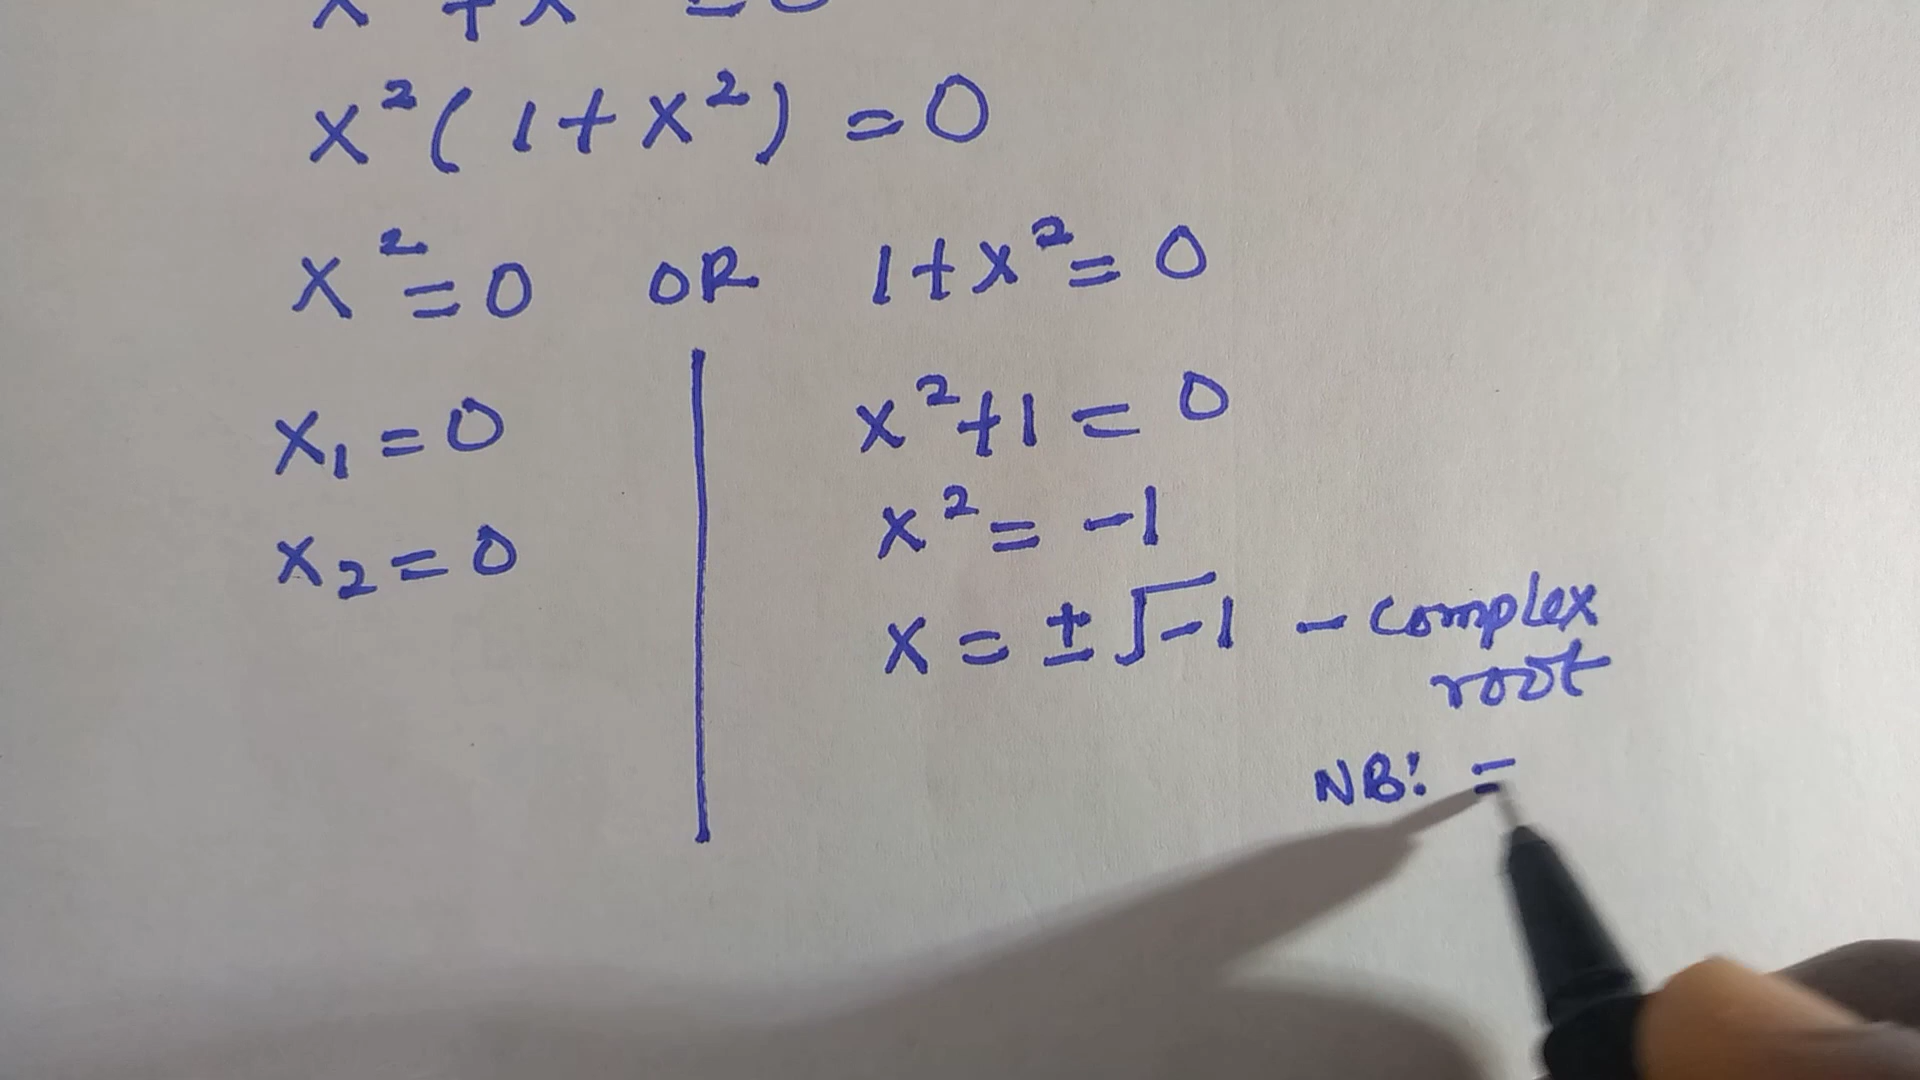 x²(1+x²)=0
x²=0 OR 1+x²=0
x₁=0
x₂=0
x²+1=0
x²=-1
x=±√-1 - complex
root
NB: =